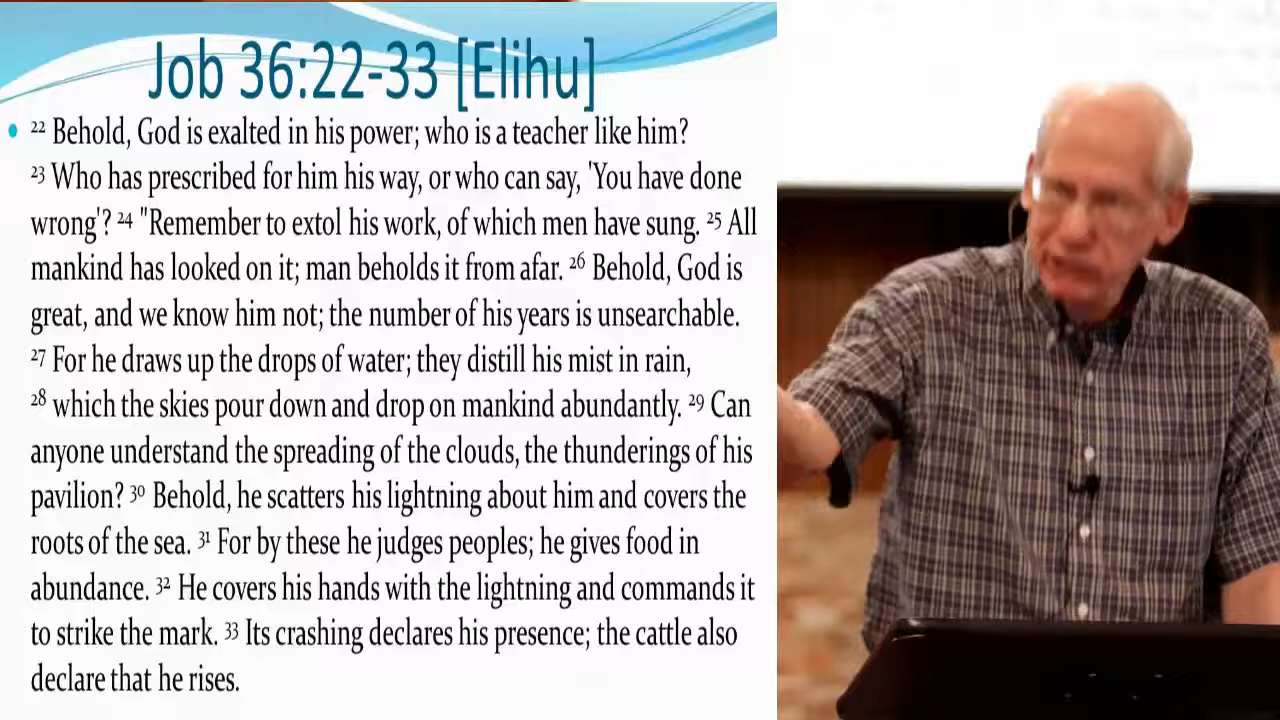 Job 36:22-33 [Elihu]
• ²² Behold, God is exalted in his power; who is a teacher like him?
²³ Who has prescribed for him his way, or who can say, 'You have done
wrong'? ²⁴ "Remember to extol his work, of which men have sung. ²⁵ All
mankind has looked on it; man beholds it from afar. ²⁶ Behold, God is
great, and we know him not; the number of his years is unsearchable.
²⁷ For he draws up the drops of water; they distill his mist in rain,
²⁸ which the skies pour down and drop on mankind abundantly. ²⁹ Can
anyone understand the spreading of the clouds, the thunderings of his
pavilion? ³⁰ Behold, he scatters his lightning about him and covers the
roots of the sea. ³¹ For by these he judges peoples; he gives food in
abundance. ³² He covers his hands with the lightning and commands it
to strike the mark. ³³ Its crashing declares his presence; the cattle also
declare that he rises.